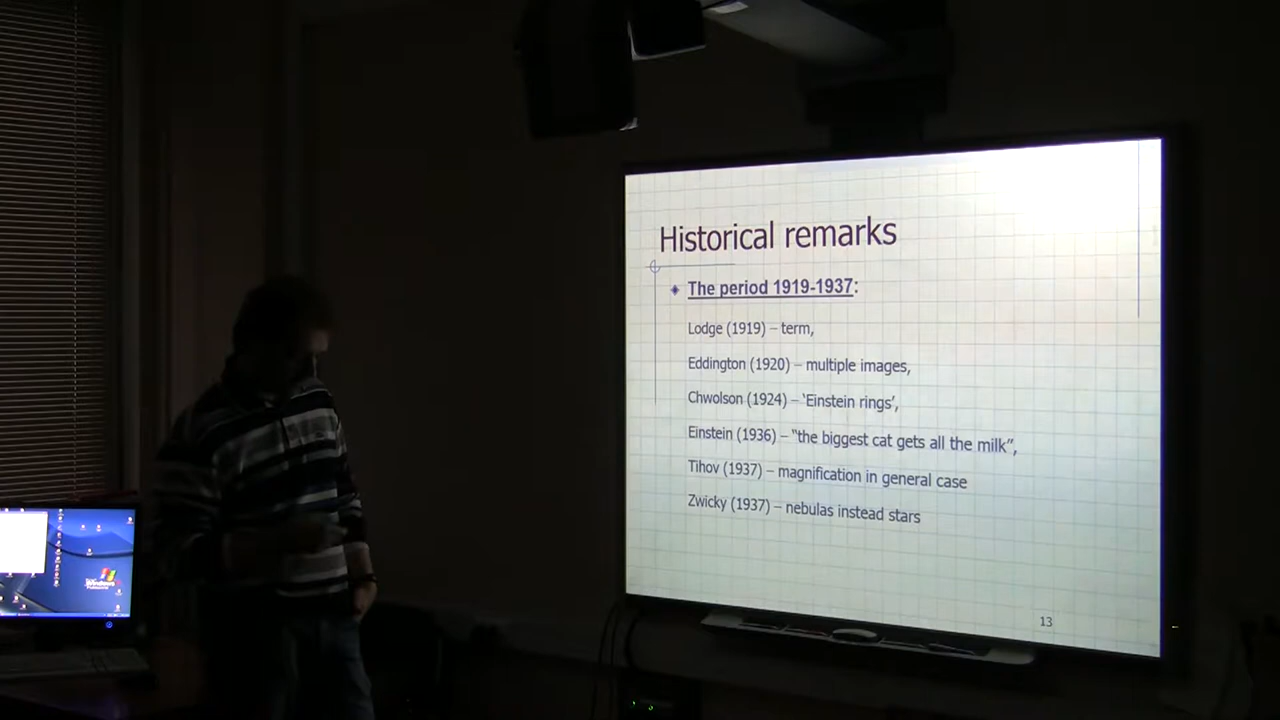 Historical remarks
The period 1919-1937:
Lodge (1919) – term,
Eddington (1920) – multiple images,
Chwolson (1924) – ‘Einstein rings’,
Einstein (1936) – “the biggest cat gets all the milk”,
Tihov (1937) – magnification in general case
Zwicky (1937) – nebulas instead stars
13
Windows